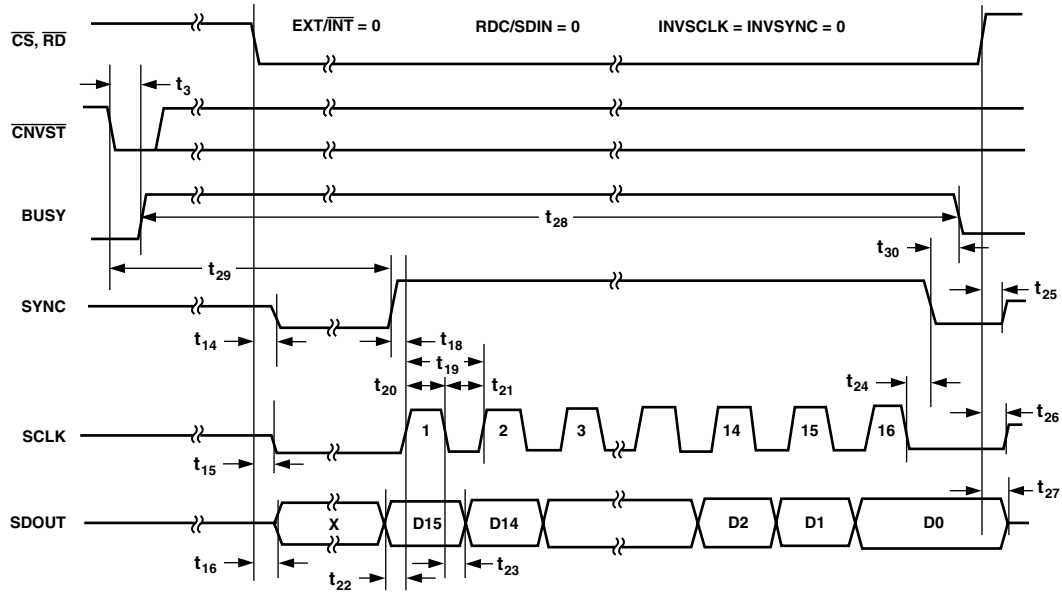 EXT/INT = 0 RDC/SDIN = 0 INVSCLK = INVSYNC = 0
CS, RD
t3
CNVST
BUSY
t28
t30
t29
t25
SYNC
t14
t18
t19
t20
t21
t24
t26
SCLK
1 2 3 14 15 16
t15
t27
SDOUT
X D15 D14 D2 D1 D0
t16
t22
t23